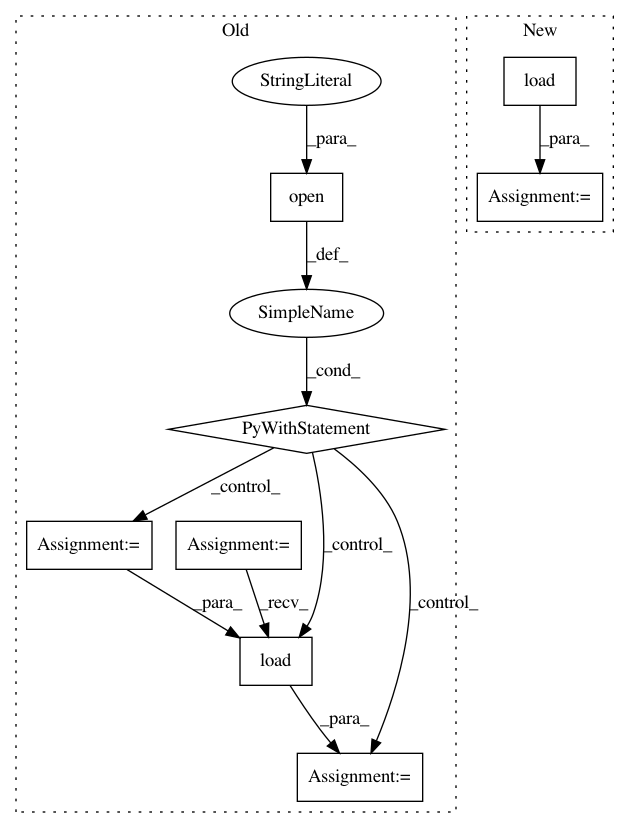 Old
New
StringLiteral
load
_para_
_para_
open
Assignment:=
_def_
SimpleName
_cond_
PyWithStatement
_control_
Assignment:=
Assignment:=
_control_
_para_
_recv_
_control_
load
_para_
Assignment:=